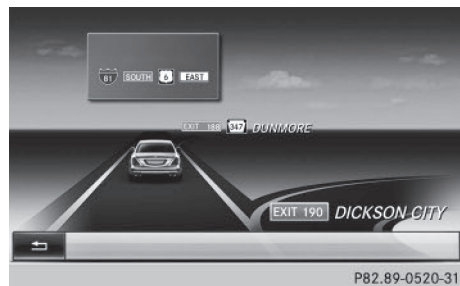 81 SOUTH 6 EAST
EXIT 188 347 DUNMORE
EXIT 190 DICKSON CITY
P82.89-0520-31